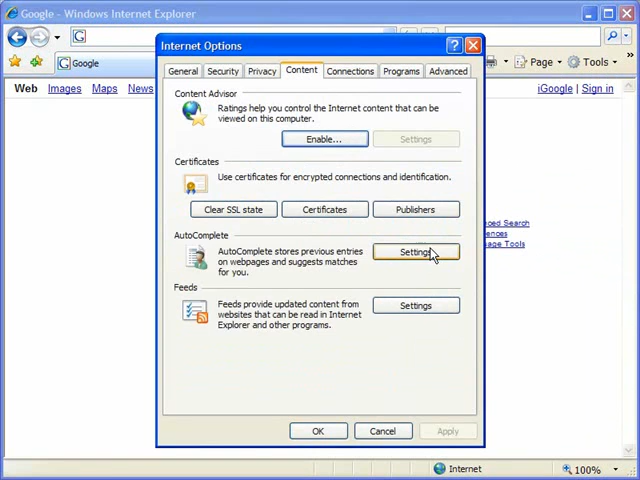 Google - Windows Internet Explorer
Google
Page
Tools
Web Images Maps News
iGoogle Sign in
Internet Options
General Security Privacy Content Connections Programs Advanced
Content Advisor
Ratings help you control the Internet content that can be
viewed on this computer.
Enable... Settings
Certificates
Use certificates for encrypted connections and identification.
Clear SSL state Certificates Publishers
AutoComplete
AutoComplete stores previous entries
on webpages and suggests matches
for you.
Settings
Feeds
Feeds provide updated content from
websites that can be read in Internet
Explorer and other programs.
Settings
Search
Tools
OK Cancel Apply
Internet 100%